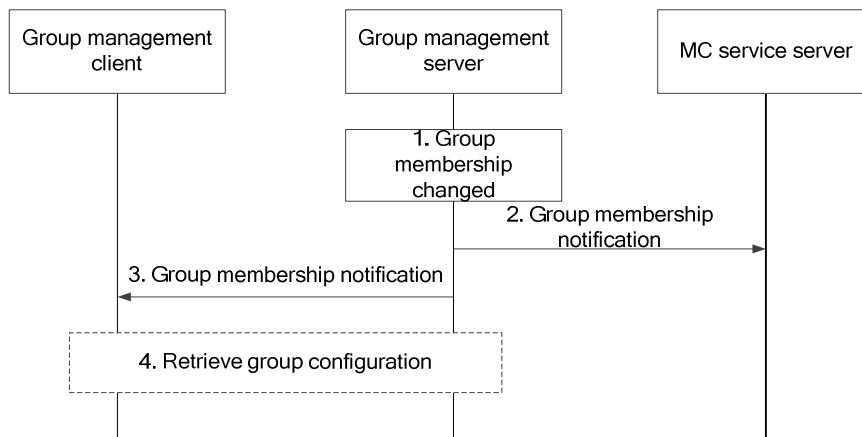 Group management
client
Group management
server
MC service server
1. Group
membership
changed
2. Group membership
notification
3. Group membership notification
4. Retrieve group configuration